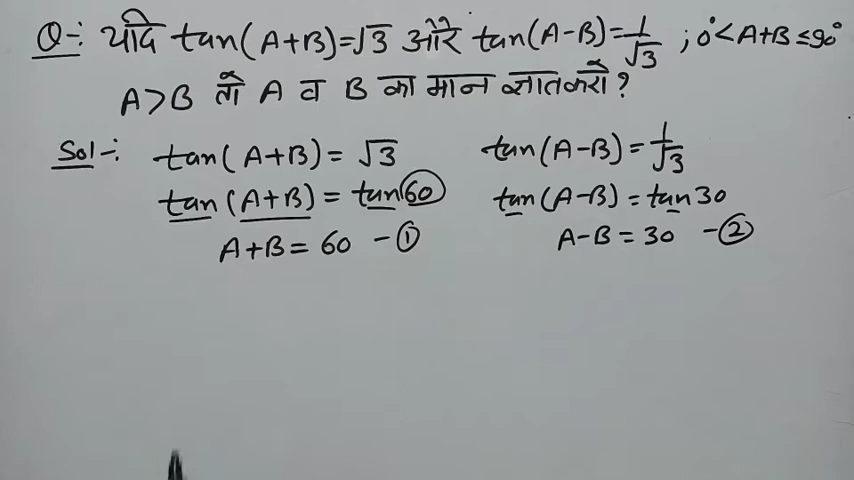 Q-: यदि tan(A+B)=√3 और tan(A-B)=1/√3 ; 0°<A+B≤90°
A>B तो A व B का मान ज्ञात करो ?
Sol-: tan(A+B) = √3 tan(A-B) = 1/√3
tan(A+B) = tan60 tan(A-B) = tan30
A+B = 60 -① A-B = 30 -②